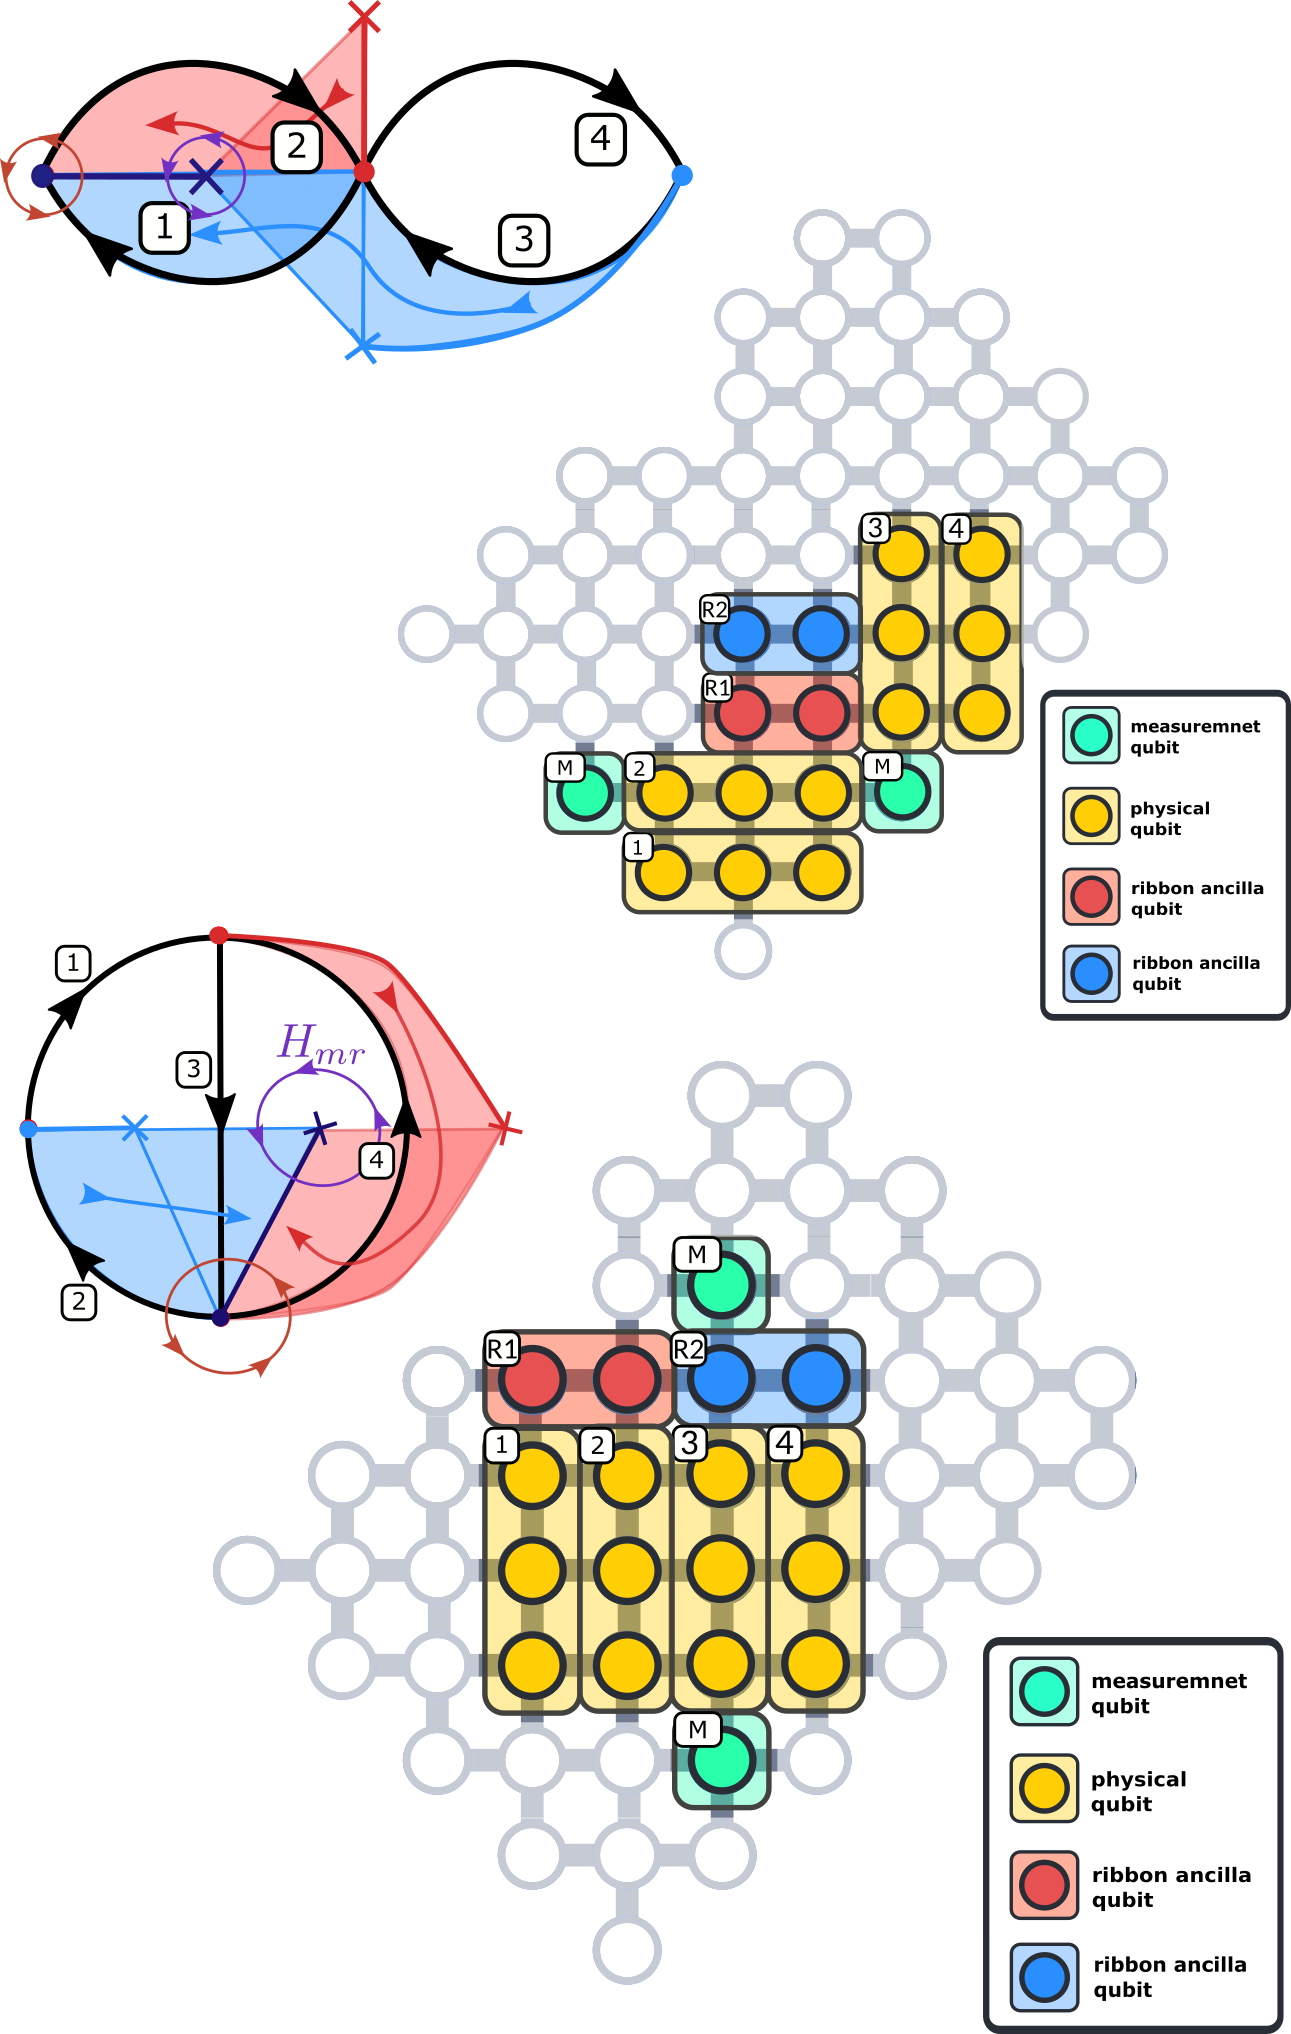 2
4
1
3
3
4
R2
R1
M
2
M
1
measuremnet
qubit
physical
qubit
ribbon ancilla
qubit
ribbon ancilla
qubit
1
H_{mr}
3
4
2
M
R1
R2
1
2
3
4
M
measuremnet
qubit
physical
qubit
ribbon ancilla
qubit
ribbon ancilla
qubit